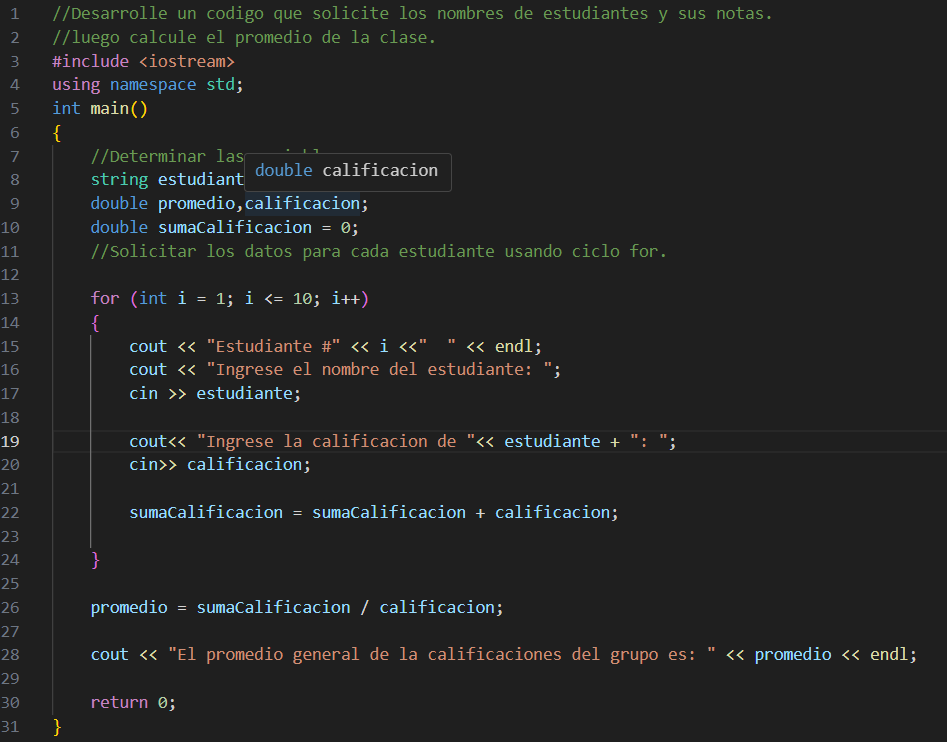 1 //Desarrolle un codigo que solicite los nombres de estudiantes y sus notas.
2 //luego calcule el promedio de la clase.
3 #include <iostream>
4 using namespace std;
5 int main()
6 {
7 //Determinar las
8 string estudiant
double calificacion
9 double promedio,calificacion;
10 double sumaCalificacion = 0;
11 //Solicitar los datos para cada estudiante usando ciclo for.
12
13 for (int i = 1; i <= 10; i++)
14 {
15 cout << "Estudiante #" << i <<"  " << endl;
16 cout << "Ingrese el nombre del estudiante: ";
17 cin >> estudiante;
18
19 cout<< "Ingrese la calificacion de "<< estudiante + ": ";
20 cin>> calificacion;
21
22 sumaCalificacion = sumaCalificacion + calificacion;
23
24 }
25
26 promedio = sumaCalificacion / calificacion;
27
28 cout << "El promedio general de la calificaciones del grupo es: " << promedio << endl;
29
30 return 0;
31 }